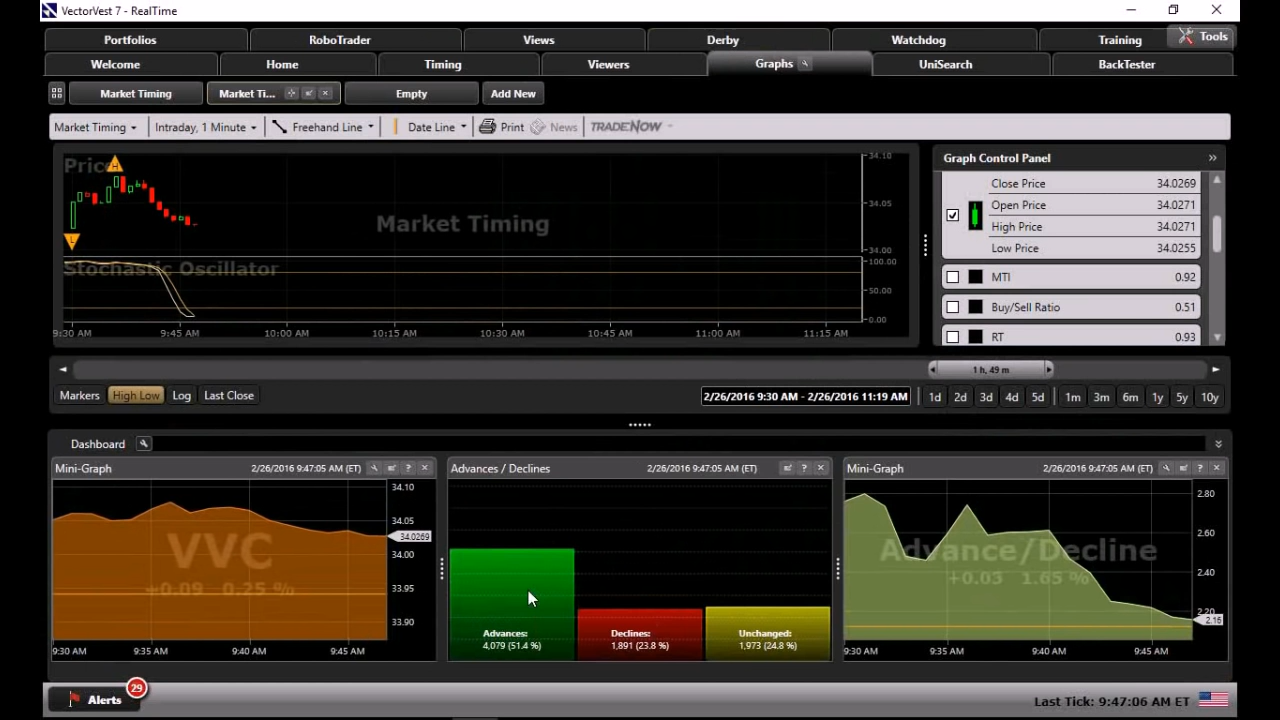 VectorVest 7 - RealTime
Portfolios RoboTrader Views Derby Watchdog Training Tools
Welcome Home Timing Viewers Graphs UniSearch BackTester
Market Timing Market Ti... Empty Add New
Market Timing Intraday, 1 Minute Freehand Line Date Line Print News TRADENOW
Price
H
L
Market Timing
34.10
34.05
34.00
Stochastic Oscillator
100.00
50.00
0.00
9:30 AM 9:45 AM 10:00 AM 10:15 AM 10:30 AM 10:45 AM 11:00 AM 11:15 AM
Graph Control Panel
Close Price 34.0269
Open Price 34.0271
High Price 34.0271
Low Price 34.0255
MTI 0.92
Buy/Sell Ratio 0.51
RT 0.93
1 h, 49 m
Markers High Low Log Last Close 2/26/2016 9:30 AM - 2/26/2016 11:19 AM 1d 2d 3d 4d 5d 1m 3m 6m 1y 5y 10y
Dashboard
Mini-Graph 2/26/2016 9:47:05 AM (ET) ?
34.10
34.05
34.0269
34.00
33.95
33.90
VVC
+0.09 0.25 %
9:30 AM 9:35 AM 9:40 AM 9:45 AM
Advances / Declines 2/26/2016 9:47:05 AM (ET) ?
Advances: 
4,079 (51.4 %)
Declines:
1,891 (23.8 %)
Unchanged:
1,973 (24.8 %)
Mini-Graph 2/26/2016 9:47:05 AM (ET) ?
2.80
2.60
2.40
2.20
2.16
Advance/Decline
+0.03 1.65 %
9:30 AM 9:35 AM 9:40 AM 9:45 AM
Alerts 29
Last Tick: 9:47:06 AM ET